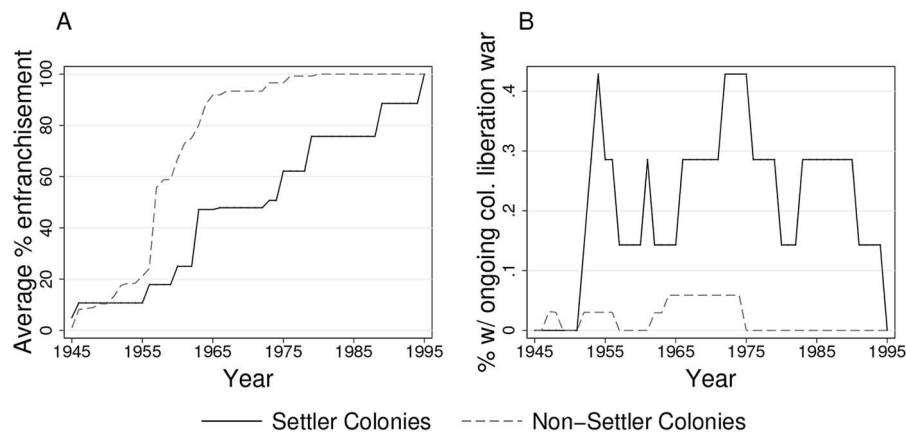 A
Average % enfranchisement
100
80
60
40
20
0
1945 1955 1965 1975 1985 1995
Year
B
% w/ ongoing col. liberation war
.4
.3
.2
.1
0
1945 1955 1965 1975 1985 1995
Year
Settler Colonies Non−Settler Colonies